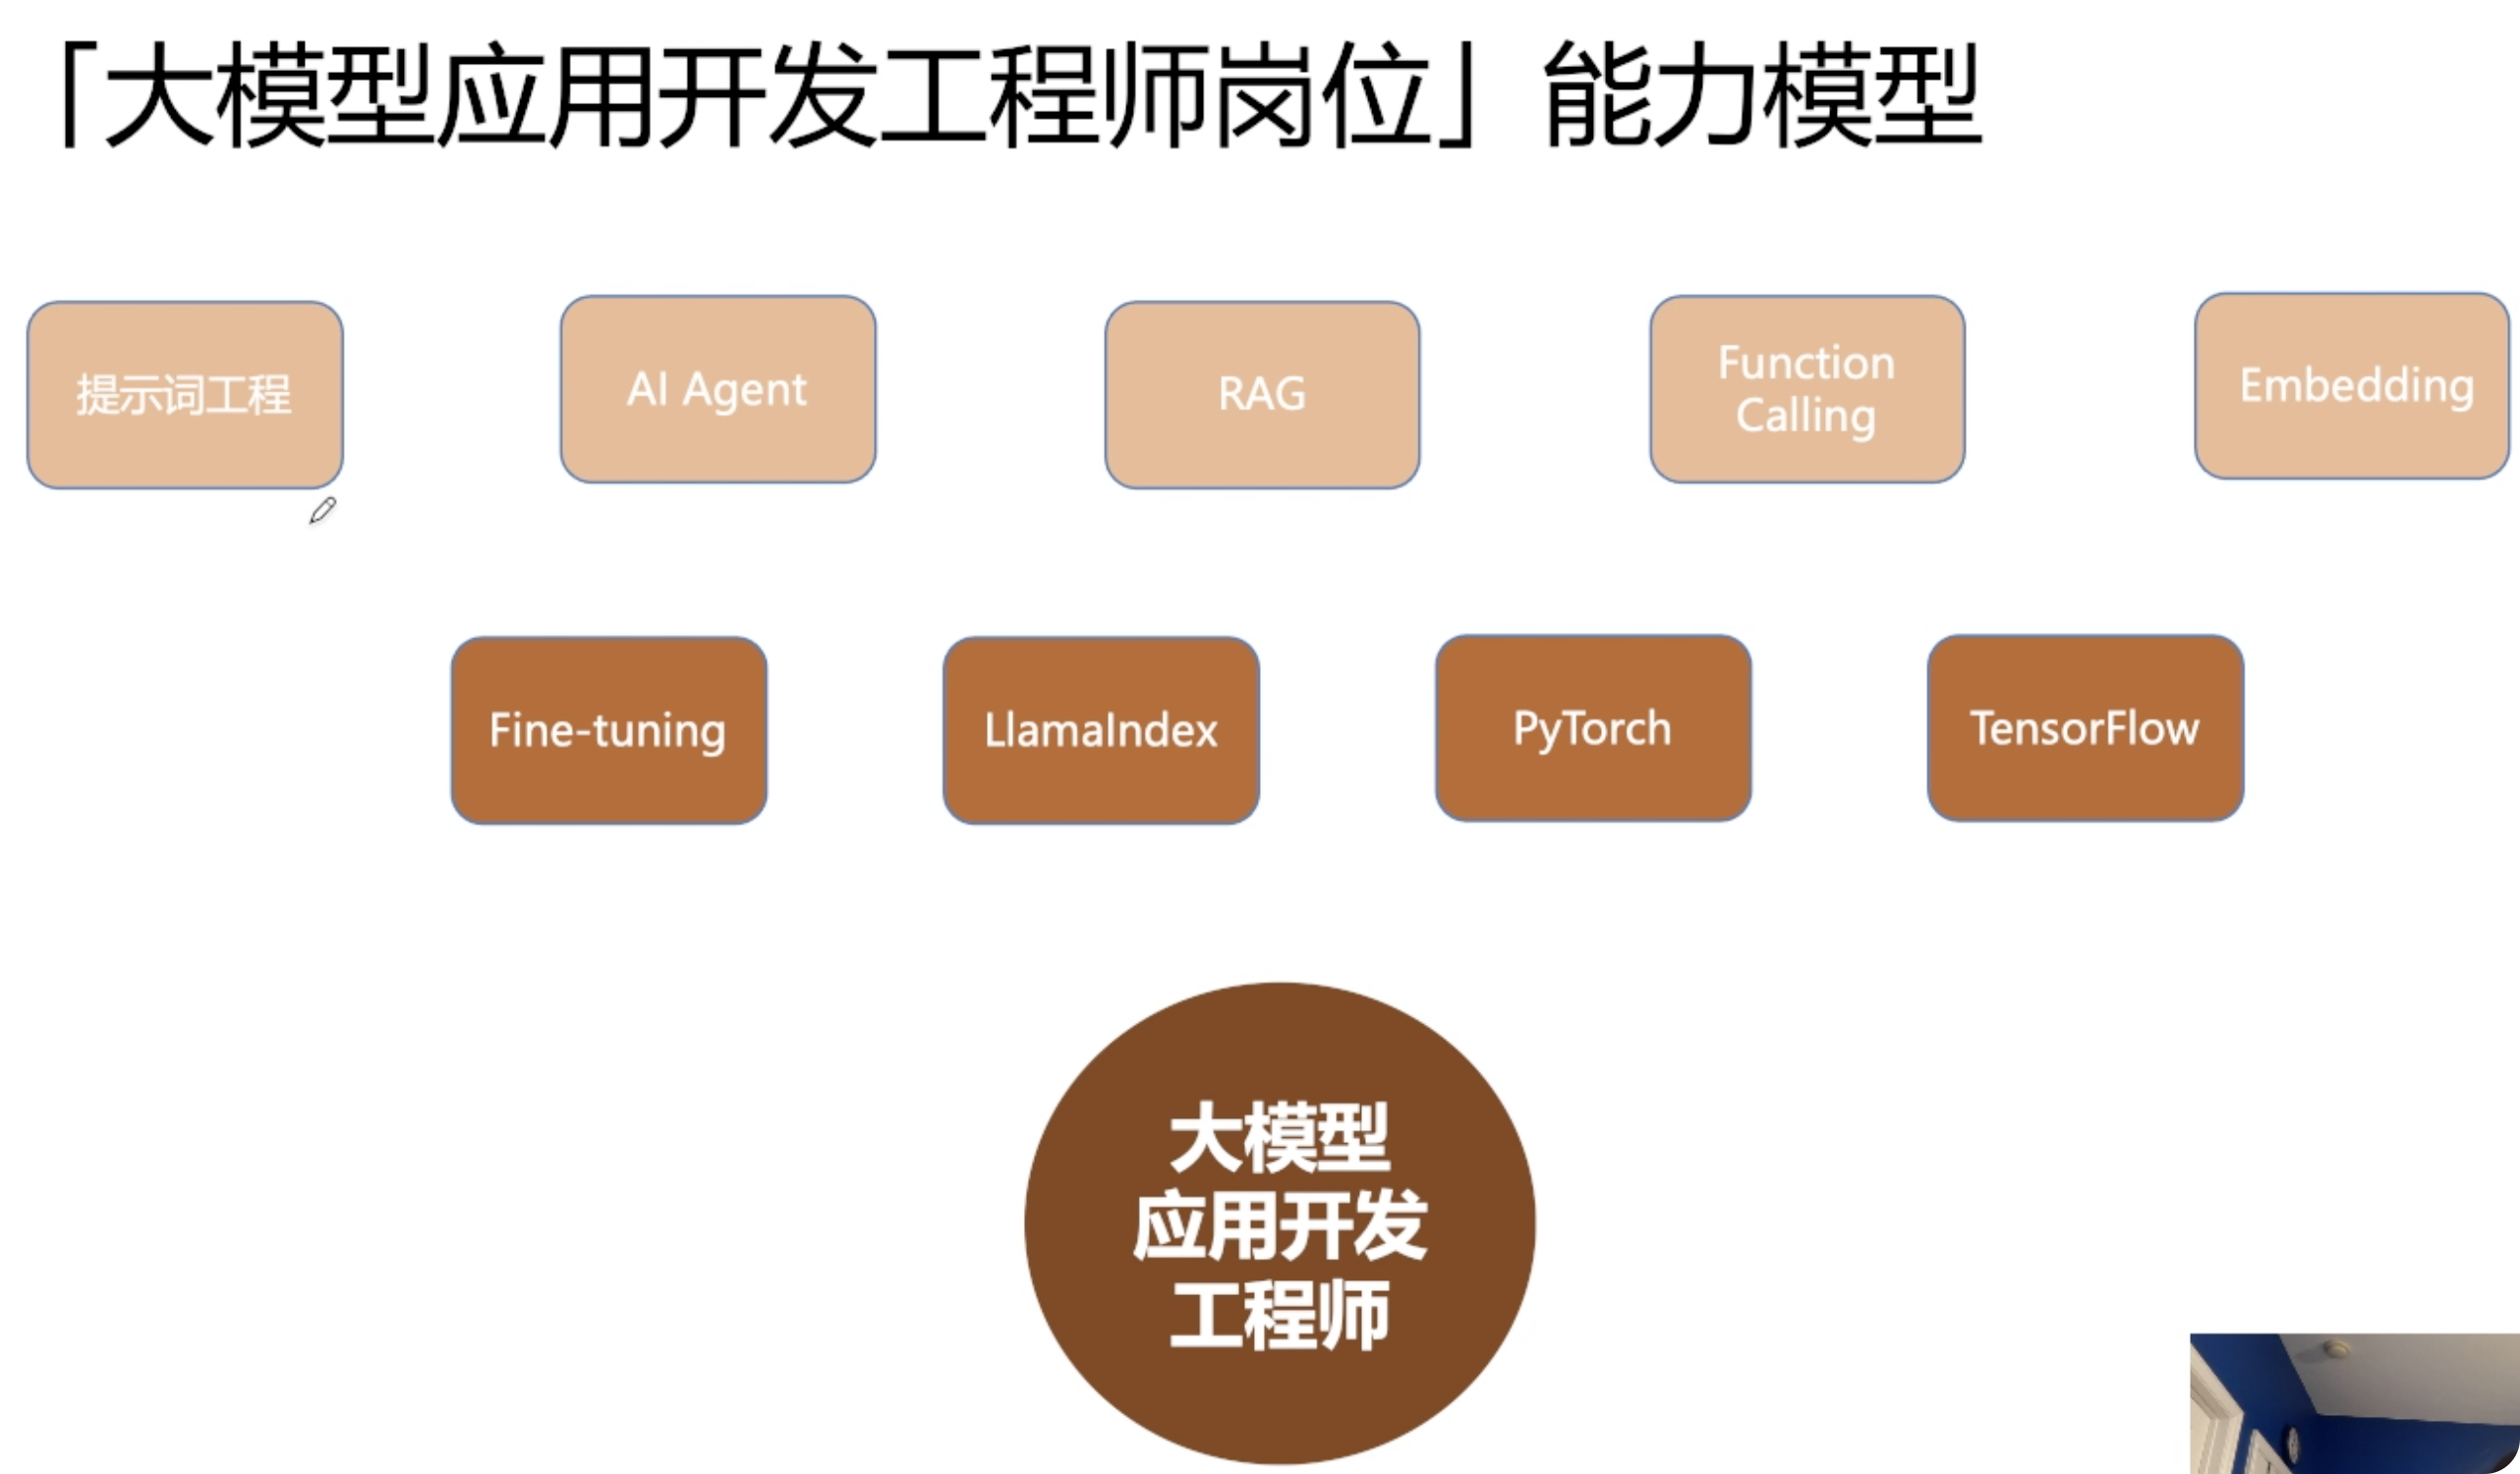 「大模型应用开发工程师岗位」能力模型
提示词工程
AI Agent
RAG
Function
Calling
Embedding
Fine-tuning
LlamaIndex
PyTorch
TensorFlow
大模型
应用开发
工程师